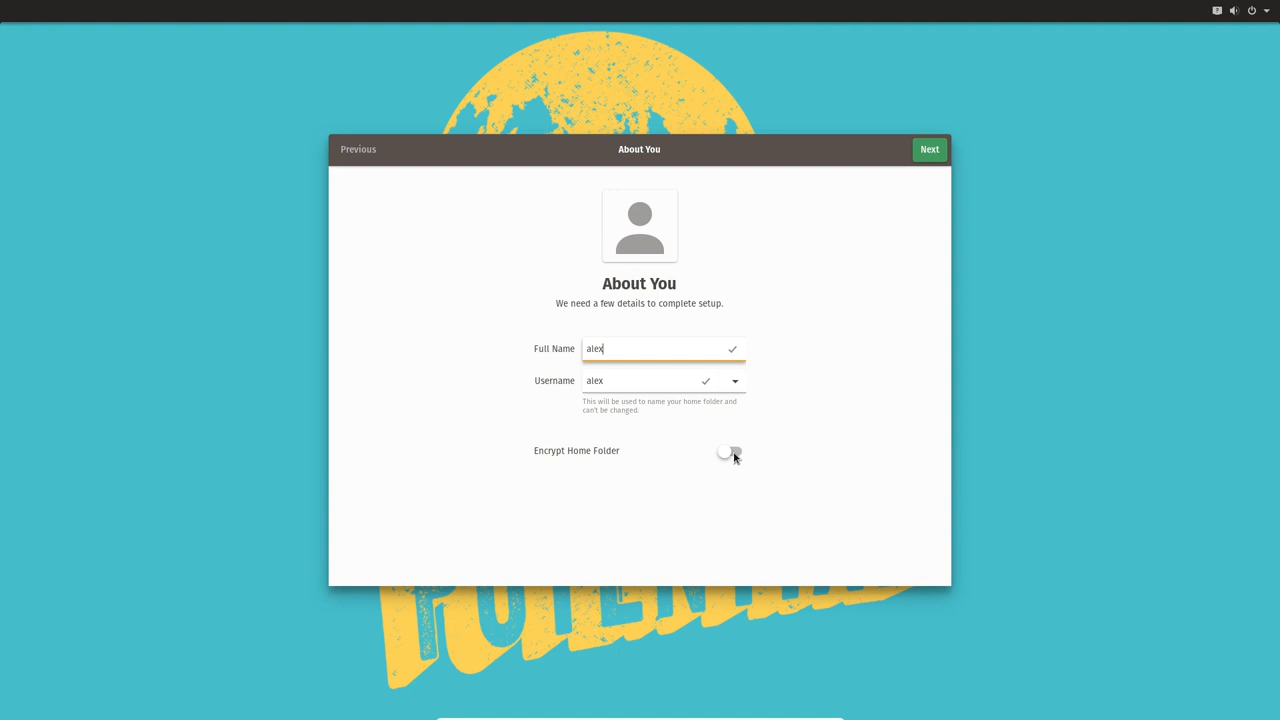 Previous
About You
Next
About You
We need a few details to complete setup.
Full Name
alex
Username
alex
This will be used to name your home folder and
can't be changed.
Encrypt Home Folder